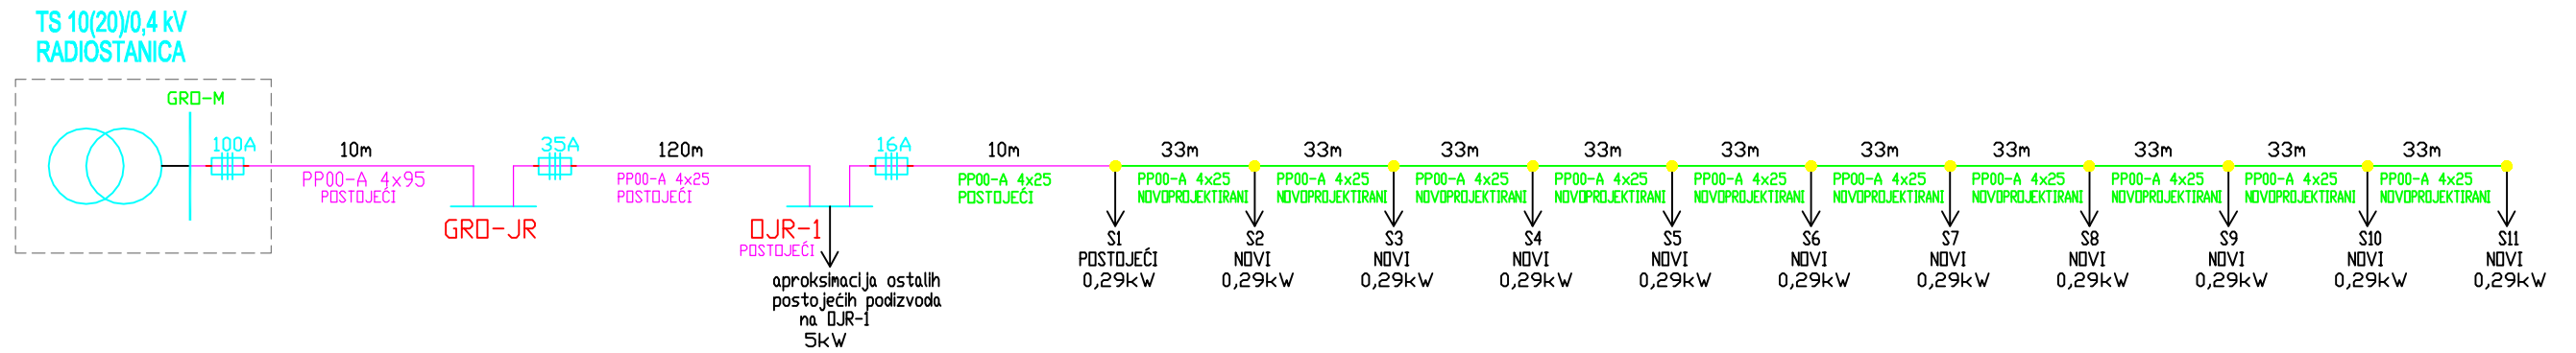 TS 10(20)/0,4 kV
RADIOSTANICA
GRO-M
100A
10m
PP00-A 4x95
POSTOJEĆI
GRO-JR
35A
120m
PP00-A 4x25
POSTOJEĆI
OJR-1
POSTOJEĆI
aproksimacija ostalih
postojećih podizvoda
na OJR-1
5kW
16A
10m
PP00-A 4x25
POSTOJEĆI
S1
POSTOJEĆI
0,29kW
33m
PP00-A 4x25
NOVOPROJEKTIRANI
S2
NOVI
0,29kW
33m
PP00-A 4x25
NOVOPROJEKTIRANI
S3
NOVI
0,29kW
33m
PP00-A 4x25
NOVOPROJEKTIRANI
S4
NOVI
0,29kW
33m
PP00-A 4x25
NOVOPROJEKTIRANI
S5
NOVI
0,29kW
33m
PP00-A 4x25
NOVOPROJEKTIRANI
S6
NOVI
0,29kW
33m
PP00-A 4x25
NOVOPROJEKTIRANI
S7
NOVI
0,29kW
33m
PP00-A 4x25
NOVOPROJEKTIRANI
S8
NOVI
0,29kW
33m
PP00-A 4x25
NOVOPROJEKTIRANI
S9
NOVI
0,29kW
33m
PP00-A 4x25
NOVOPROJEKTIRANI
S10
NOVI
0,29kW
33m
PP00-A 4x25
NOVOPROJEKTIRANI
S11
NOVI
0,29kW